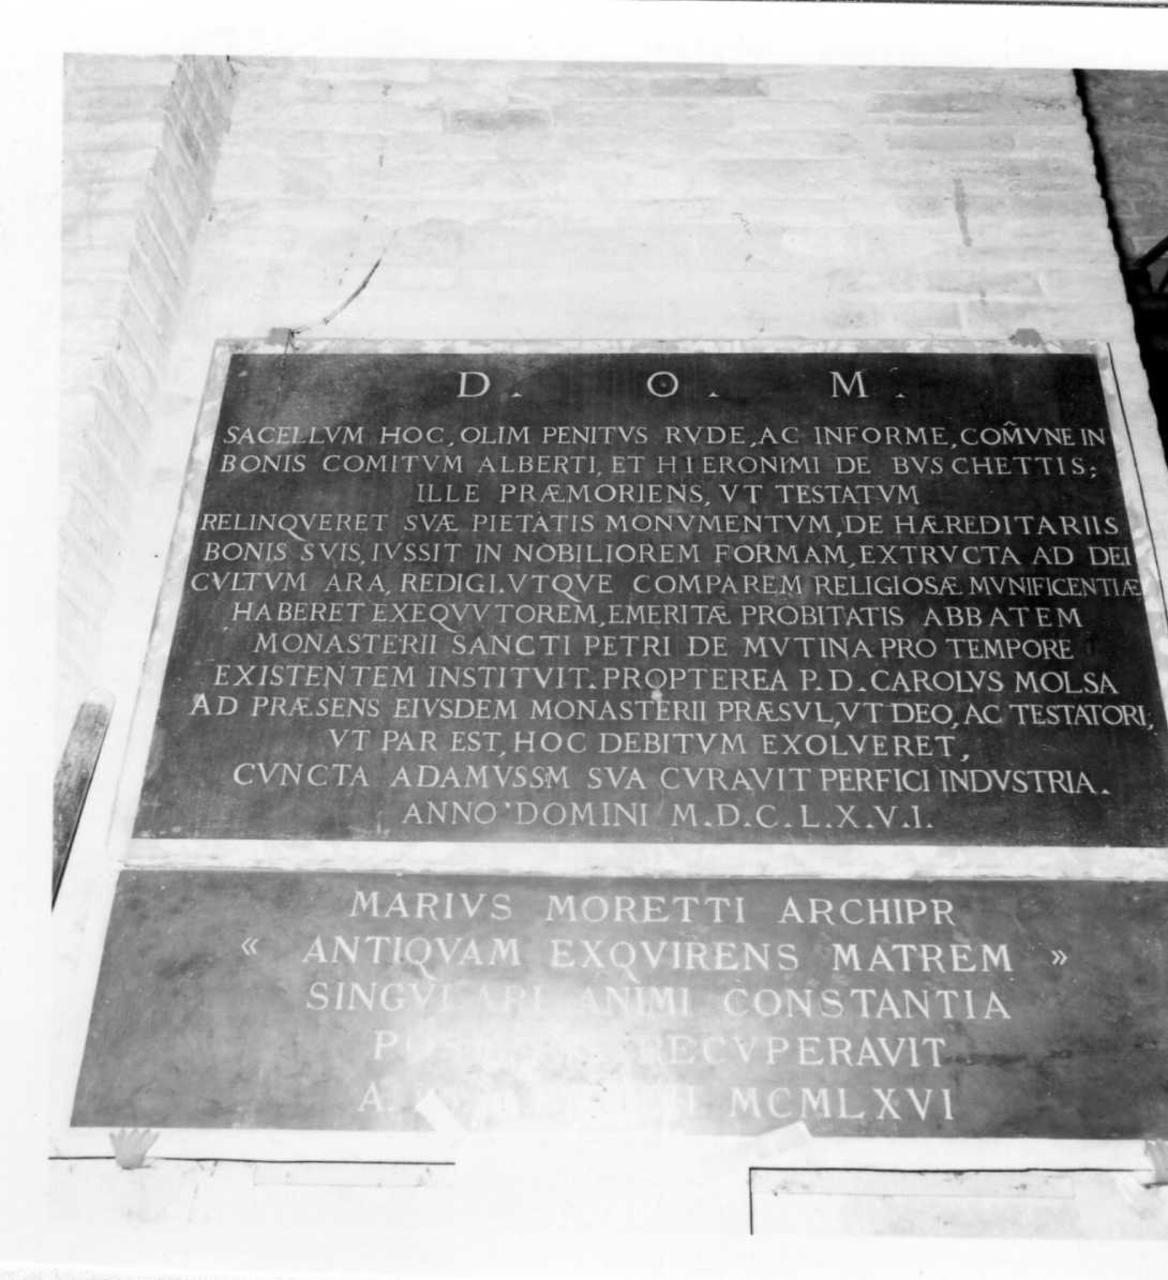 D. O. M.
SACELLVM HOC, OLIM PENITVS RVDE, AC INFORME, COM̃VNE IN
BONIS COMITVM ALBERTI, ET HIERONIMI DE BVSCHETTIS;
ILLE PRÆMORIENS, VT TESTATVM
RELINQVERET SVÆ PIETATIS MONVMENTVM, DE HÆREDITARIIS
BONIS SVIS, IVSSIT IN NOBILIOREM FORMAM, EXTRVCTA AD DEI
CVLTVM ARA, REDIGI. VTQVE COMPAREM RELIGIOSÆ MVNIFICENTIÆ
HABERET EXEQVVTOREM, EMERITÆ PROBITATIS ABBATEM
MONASTERII SANCTI PETRI DE MVTINA PRO TEMPORE
EXISTENTEM INSTITVIT. PROPTEREA P. D. CAROLVS MOLSA
AD PRÆSENS EIVSDEM MONASTERII PRÆSVL, VT DEO, AC TESTATORI,
VT PAR EST, HOC DEBITVM EXOLVERET,
CVNCTA ADAMVSSM SVA CVRAVIT PERFICI INDVSTRIA.
ANNO DOMINI M.D.C.L.X.V.I.
MARIVS MORETTI ARCHIPR
« ANTIQVAM EXQVIRENS MATREM »
SINGVLARI ANIMI CONSTANTIA
RECVPERAVIT
A. MCMLXVI